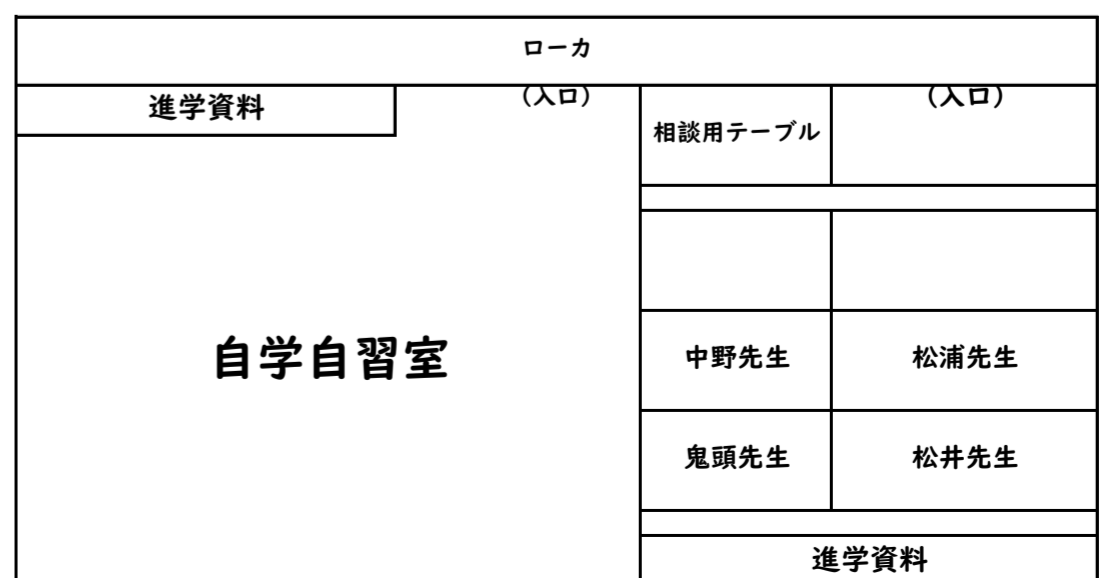 ローカ
進学資料
(入口)
相談用テーブル
(入口)
自学自習室
中野先生
松浦先生
鬼頭先生
松井先生
進学資料